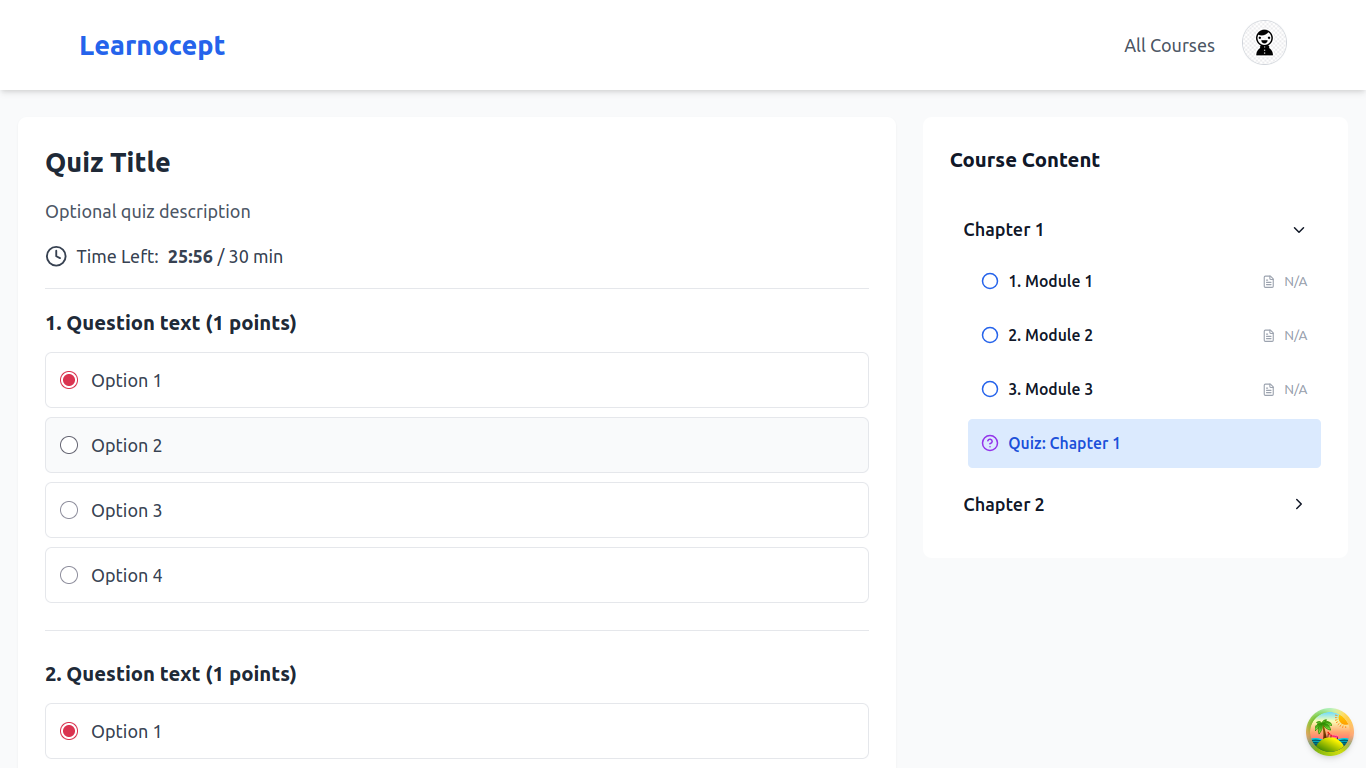 Learnocept
All Courses
Quiz Title
Optional quiz description
Time Left: 25:56 / 30 min
1. Question text (1 points)
Option 1
Option 2
Option 3
Option 4
2. Question text (1 points)
Option 1
Course Content
Chapter 1
1. Module 1 N/A
2. Module 2 N/A
3. Module 3 N/A
Quiz: Chapter 1
Chapter 2